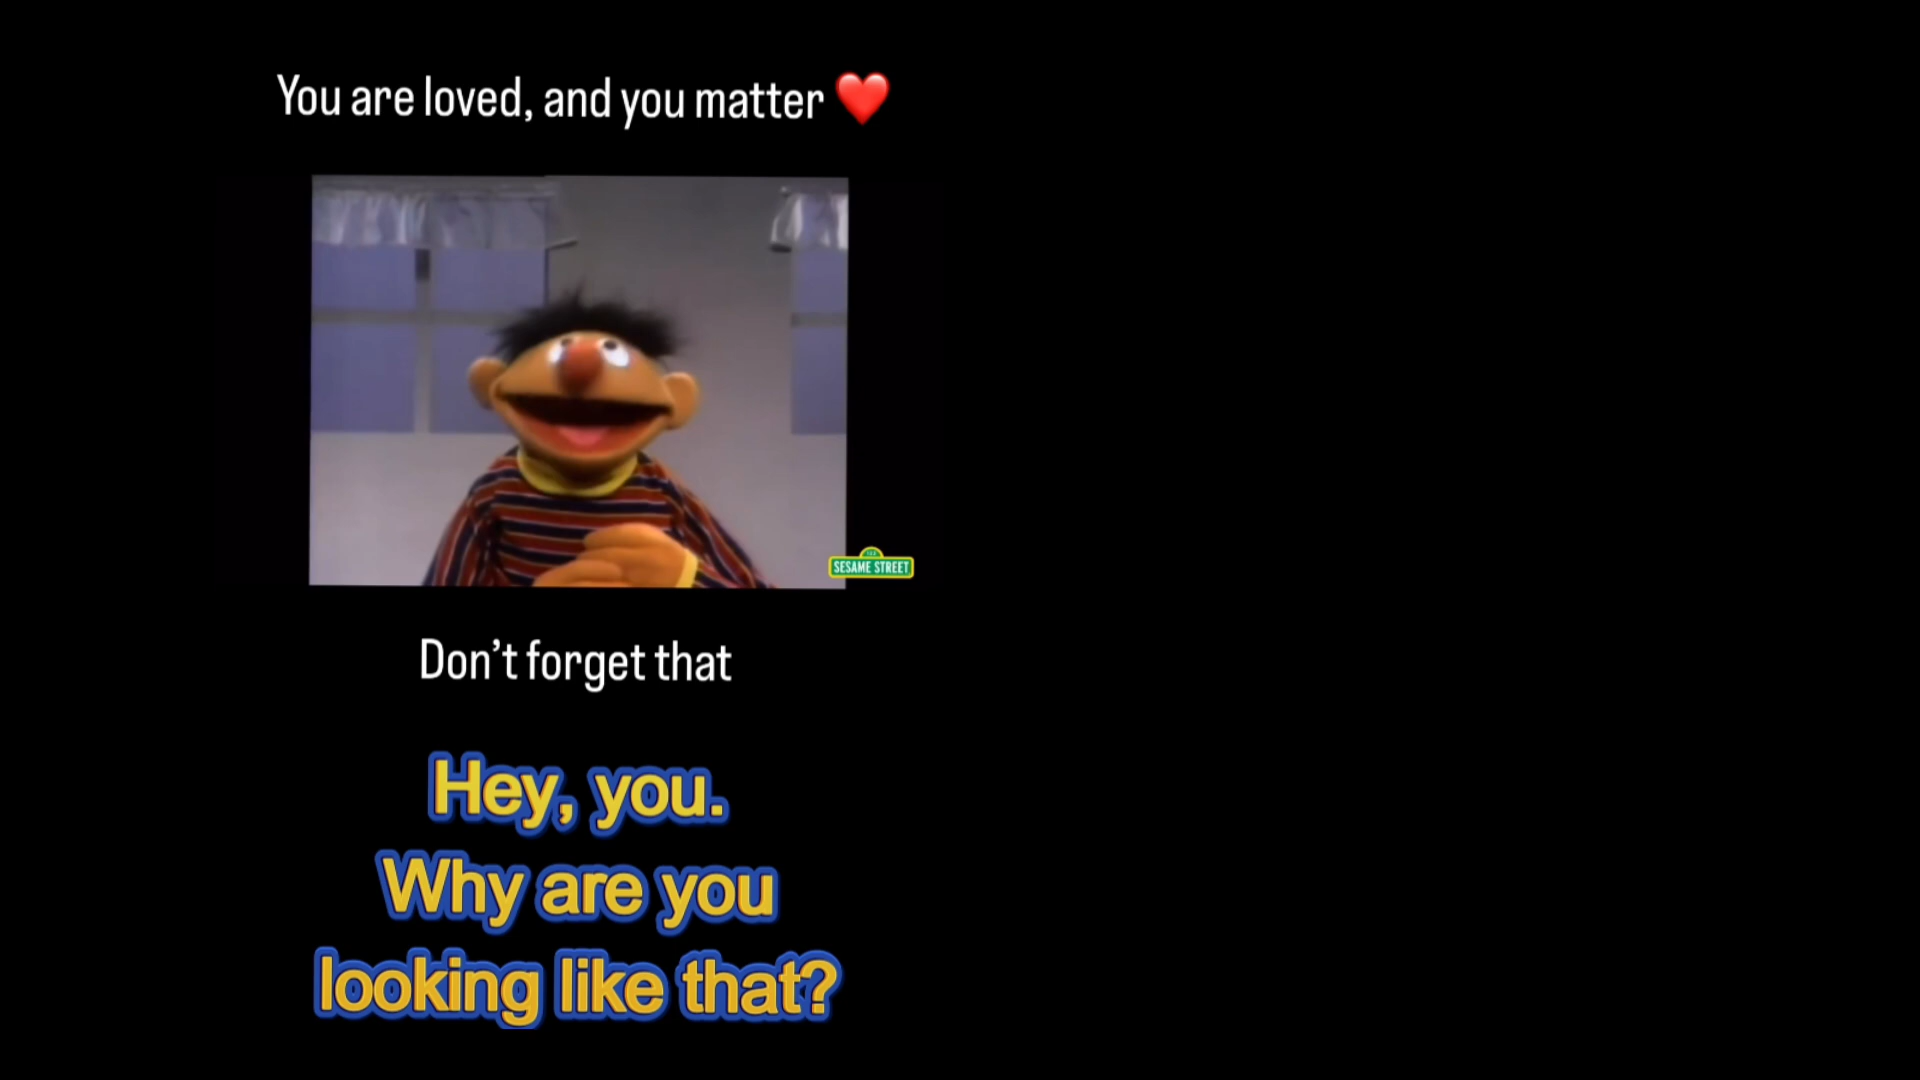 You are loved, and you matter ❤️
SESAME STREET
Don’t forget that
Hey, you.
Why are you
looking like that?